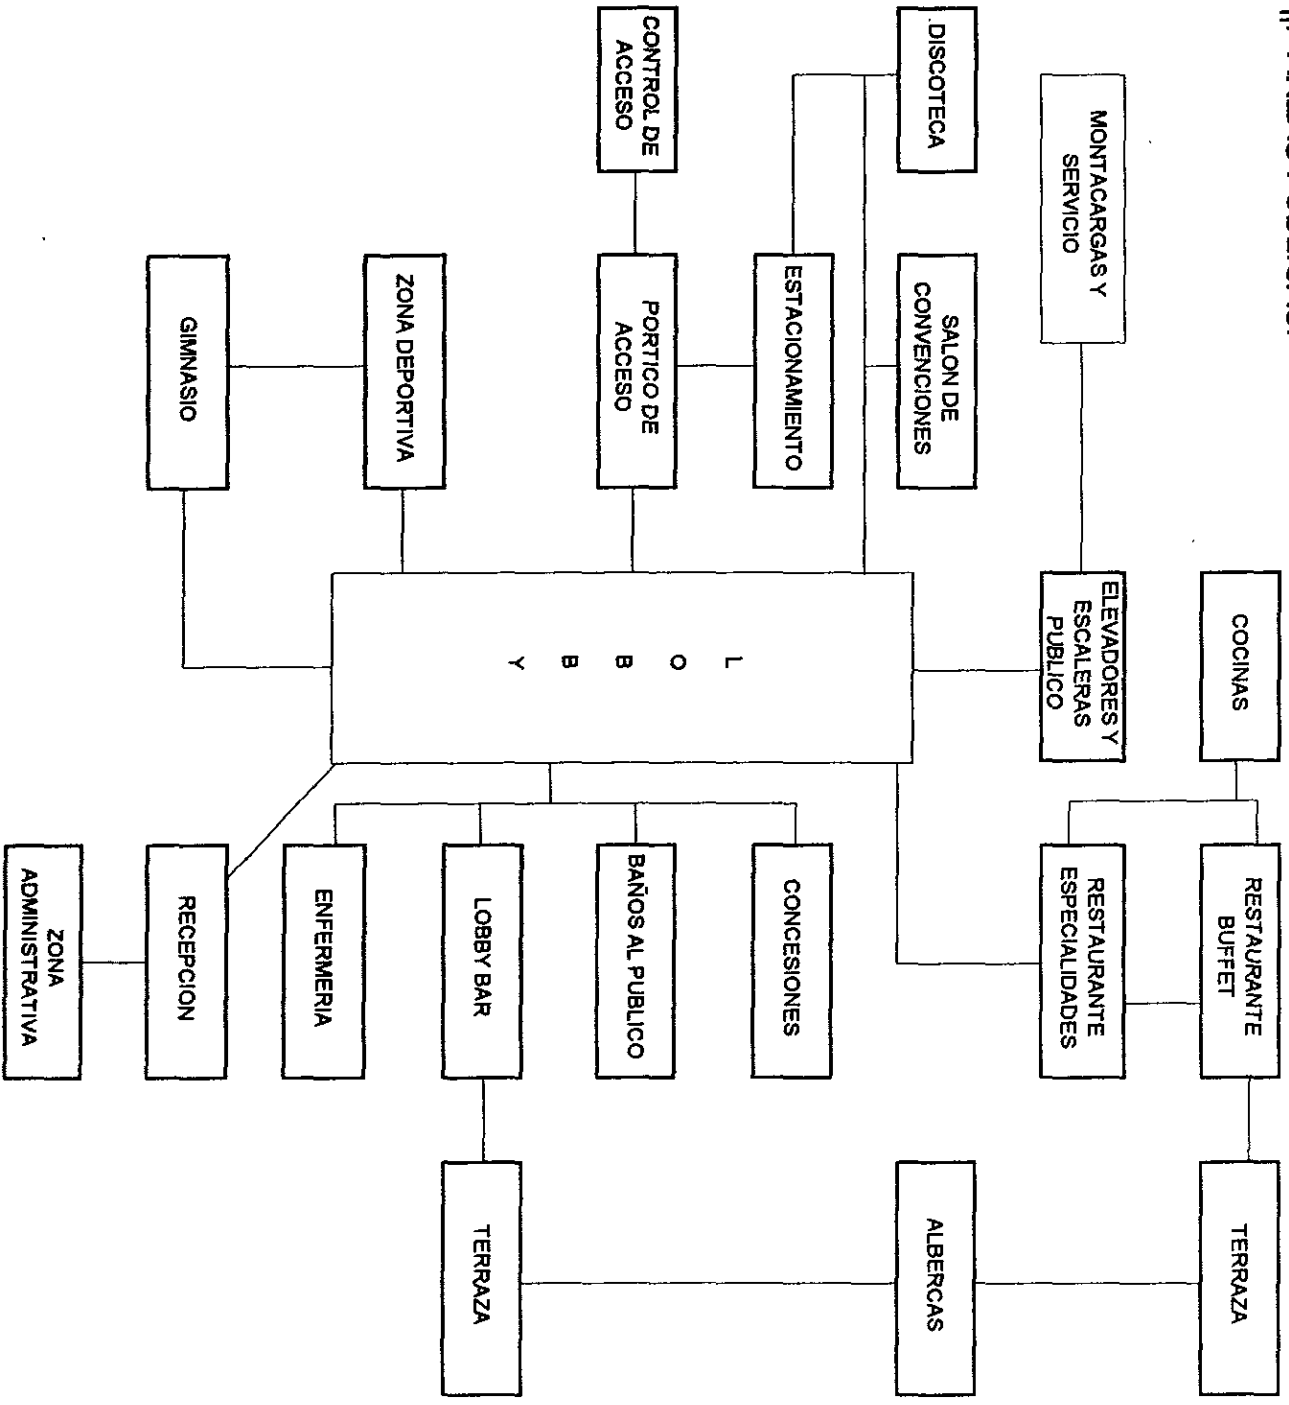 COCINAS
RESTAURANTE
BUFFET
TERRAZA
MONTACARGAS Y
SERVICIO
ELEVADORES Y
ESCALERAS
PUBLICO
RESTAURANTE
ESPECIALIDADES
DISCOTECA
SALON DE
CONVENCIONES
ALBERCAS
ESTACIONAMIENTO
CONCESIONES
CONTROL DE
ACCESO
PORTICO DE
ACCESO
L
O
B
B
Y
BAÑOS AL PUBLICO
LOBBY BAR
TERRAZA
ZONA DEPORTIVA
ENFERMERIA
GIMNASIO
RECEPCION
ZONA
ADMINISTRATIVA